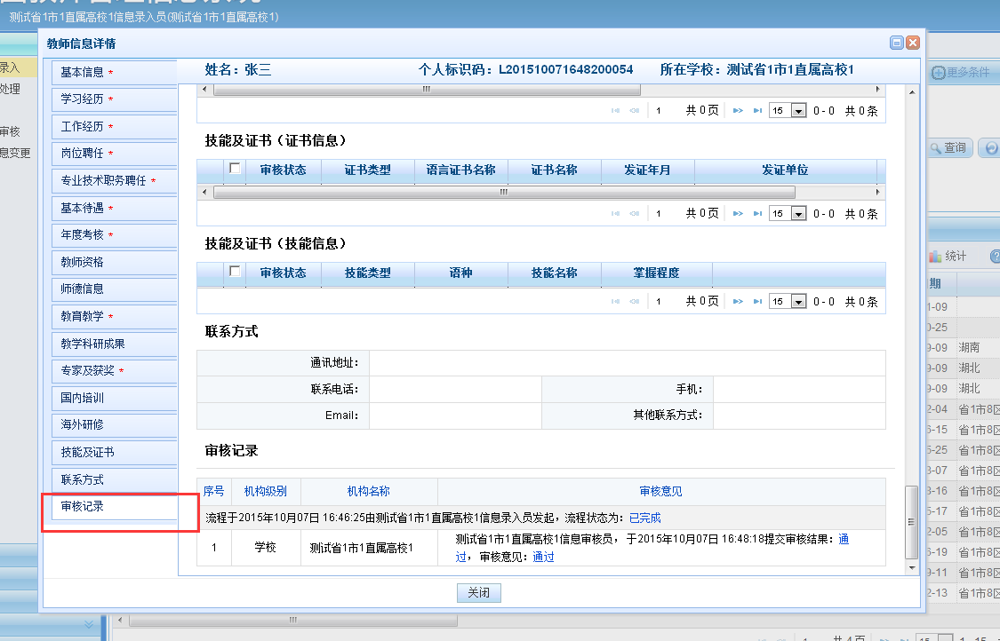 测试省1市1直属高校1信息录入员(测试省1市1直属高校1)
教师信息详情
录入
处理
审核
息变更
基本信息 *
学习经历 *
工作经历 *
岗位聘任 *
专业技术职务聘任 *
基本待遇 *
年度考核 *
教师资格
师德信息
教育教学 *
教学科研成果
专家及获奖 *
国内培训
海外研修
技能及证书
联系方式
审核记录
姓名：张三 个人标识码：L201510071648200054 所在学校：测试省1市1直属高校1
1 共 0 页 15 0 - 0 共 0 条
技能及证书（证书信息）
审核状态 证书类型 语言证书名称 证书名称 发证年月 发证单位
1 共 0 页 15 0 - 0 共 0 条
技能及证书（技能信息）
审核状态 技能类型 语种 技能名称 掌握程度
1 共 0 页 15 0 - 0 共 0 条
联系方式
通讯地址：
联系电话： 手机：
Email： 其他联系方式：
审核记录
序号 机构级别 机构名称 审核意见
流程于2015年10月07日 16:46:25由测试省1市1直属高校1信息录入员发起，流程状态为：已完成
1 学校 测试省1市1直属高校1 测试省1市1直属高校1信息审核员，于2015年10月07日 16:48:18提交审核结果：通
过，审核意见：通过
关闭
更多条件
查询
统计
期
1-09
0-25
9-09 湖南
9-09 湖北
9-09 湖北
2-04 省1市8区
6-15 省1市8区
5-25 省1市8区
3-07 省1市8区
3-16 省1市8区
5-17 省1市8区
2-05 省1市8区
6-19 省1市8区
9-11 省1市8区
2-13 省1市8区